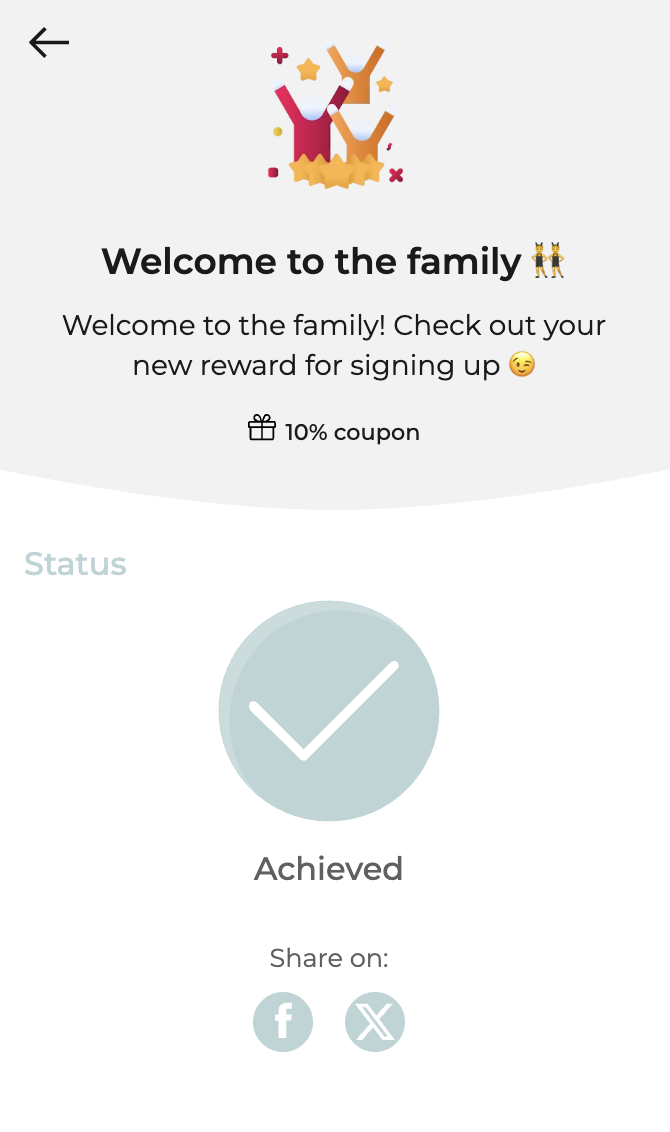 Welcome to the family 👯
Welcome to the family! Check out your
new reward for signing up 😉
10% coupon
Status
Achieved
Share on: